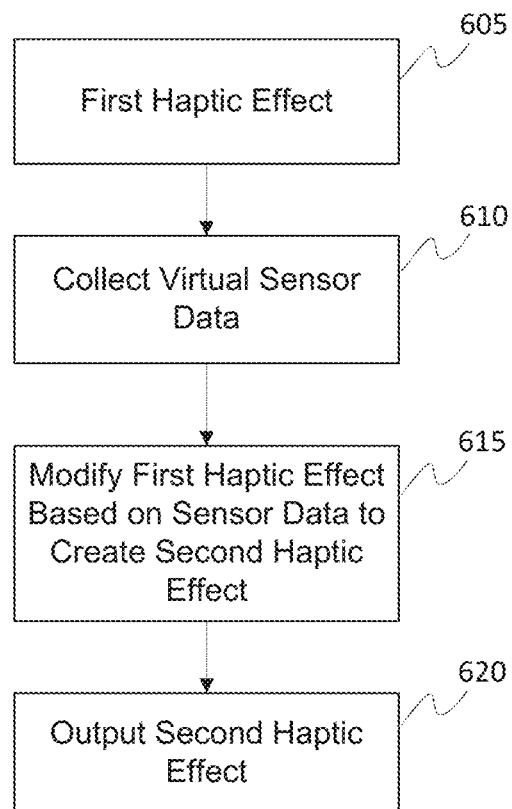 605
First Haptic Effect
610
Collect Virtual Sensor
Data
615
Modify First Haptic Effect
Based on Sensor Data to
Create Second Haptic
Effect
620
Output Second Haptic
Effect